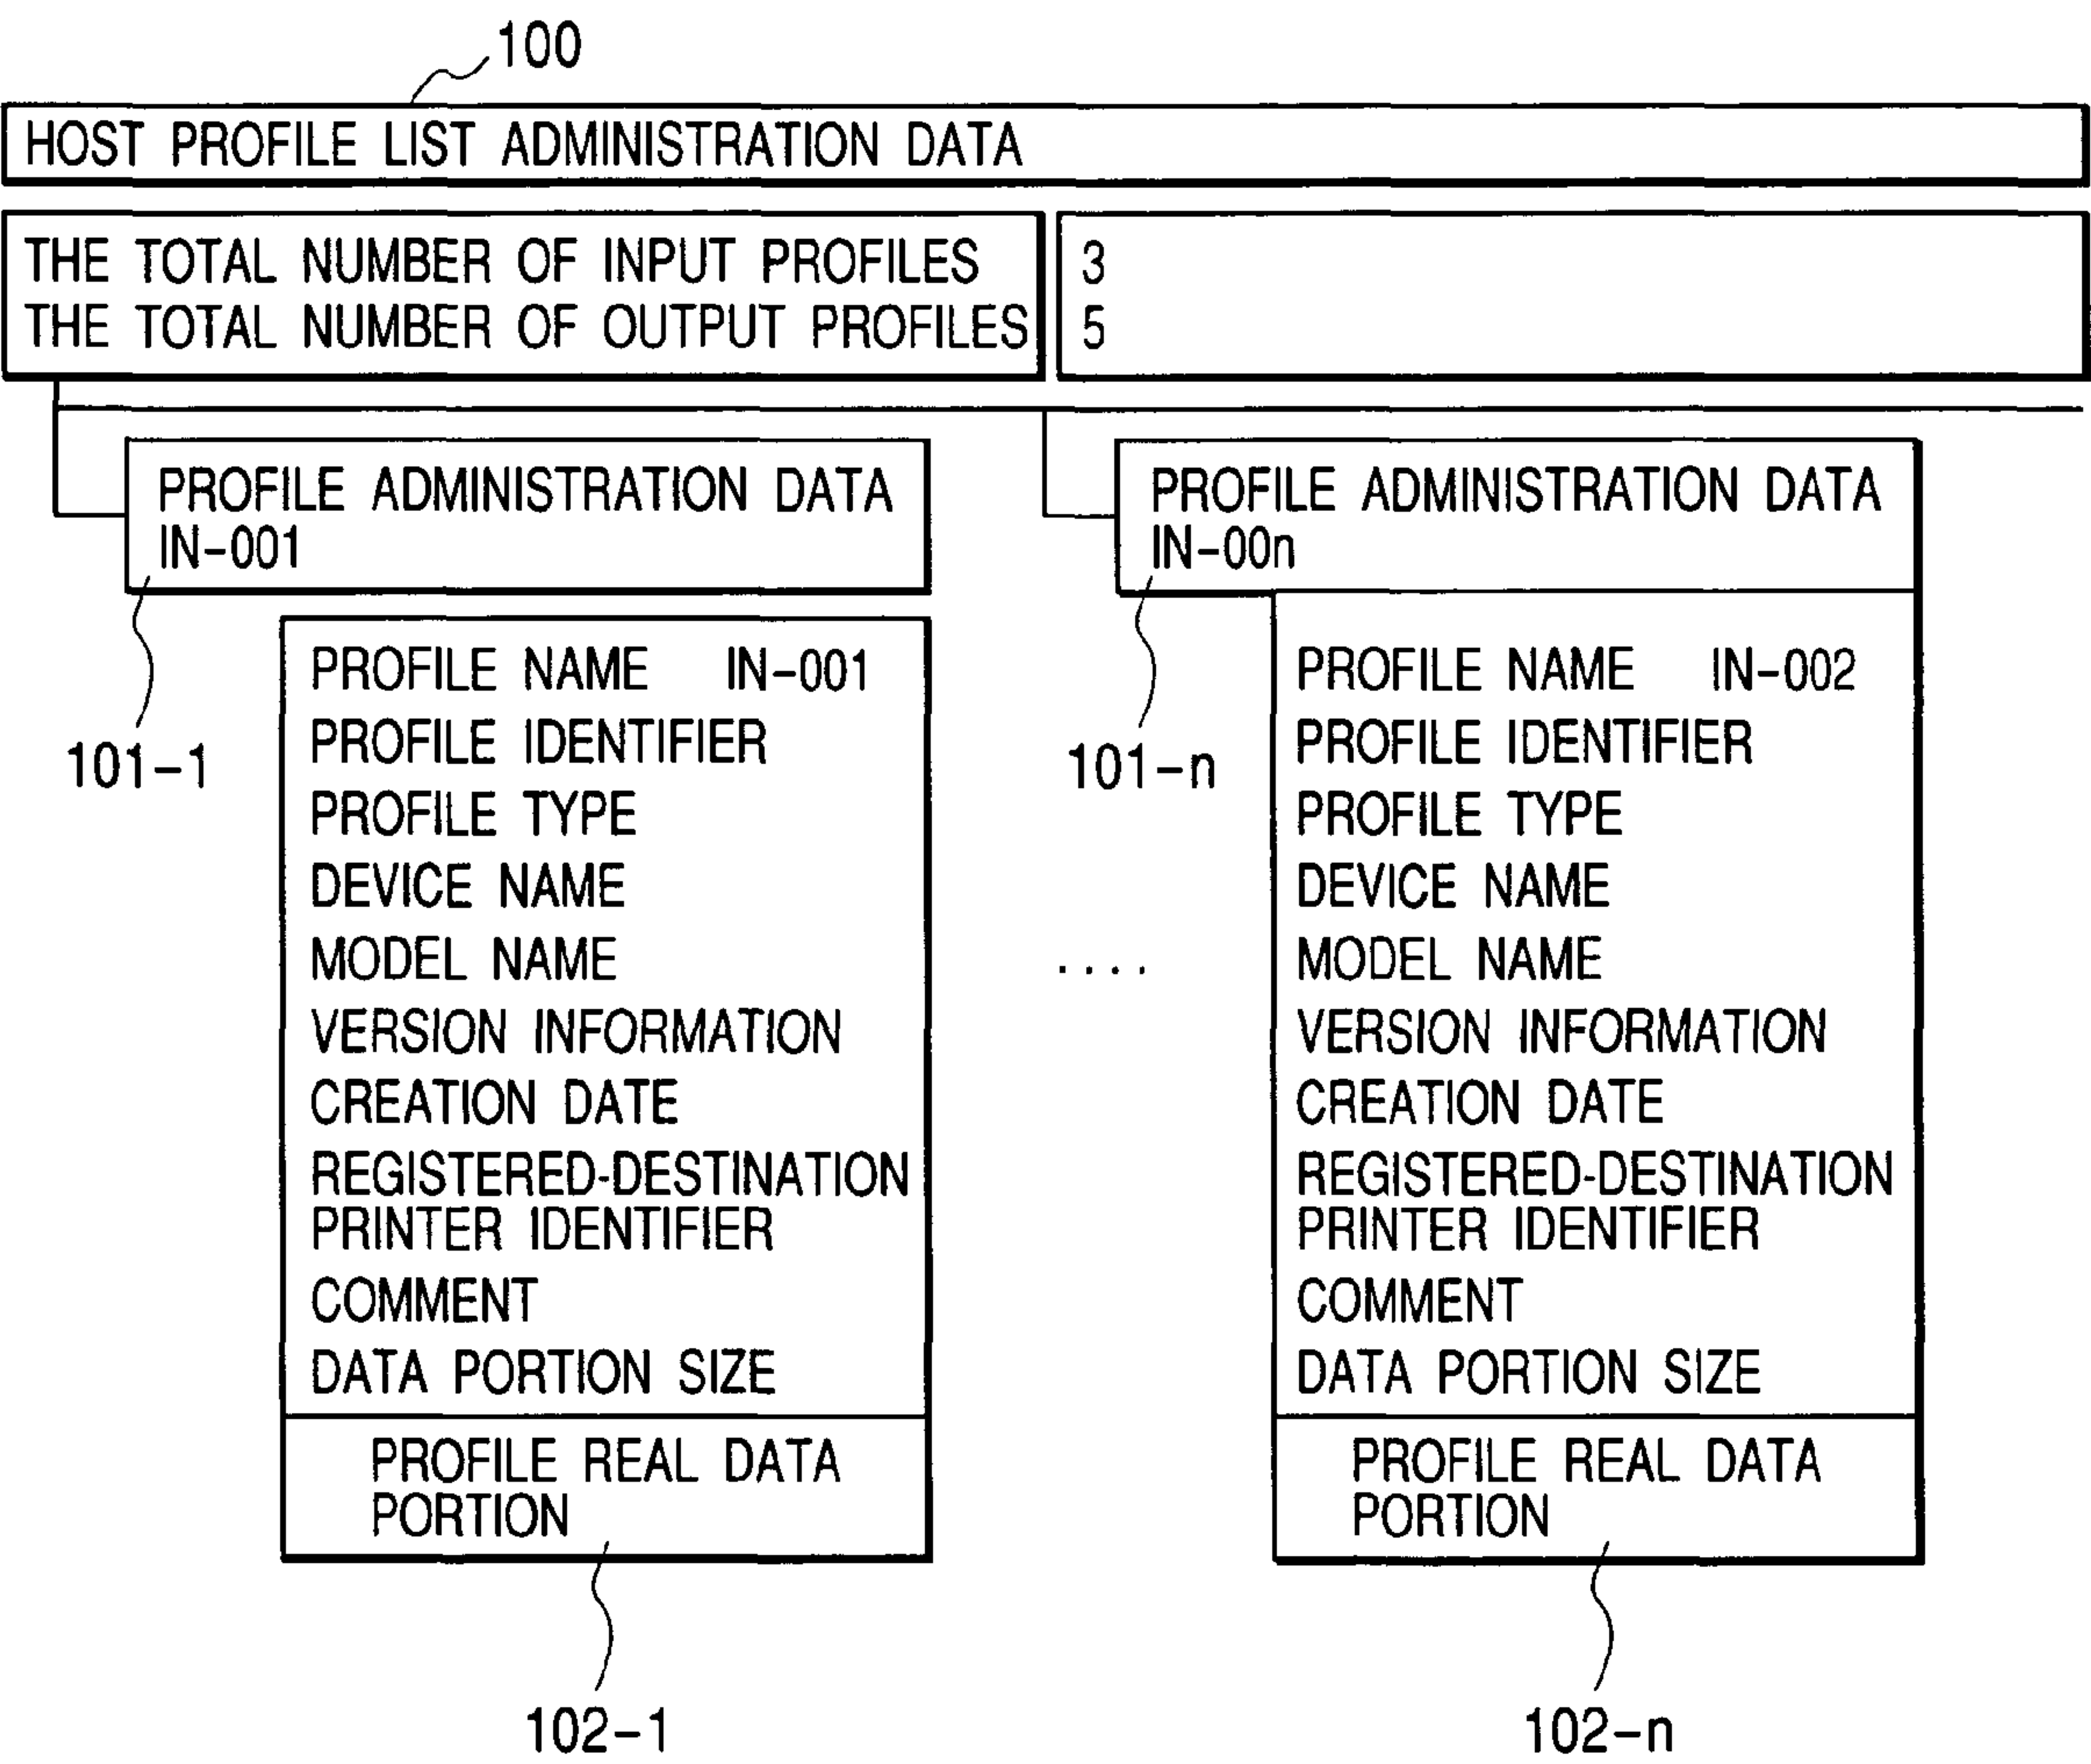 100
HOST PROFILE LIST ADMINISTRATION DATA
THE TOTAL NUMBER OF INPUT PROFILES 3
THE TOTAL NUMBER OF OUTPUT PROFILES 5
PROFILE ADMINISTRATION DATA
IN-001
101-1
PROFILE NAME IN-001
PROFILE IDENTIFIER
PROFILE TYPE
DEVICE NAME
MODEL NAME
VERSION INFORMATION
CREATION DATE
REGISTERED-DESTINATION
PRINTER IDENTIFIER
COMMENT
DATA PORTION SIZE
PROFILE REAL DATA
PORTION
102-1
....
PROFILE ADMINISTRATION DATA
IN-00n
101-n
PROFILE NAME IN-002
PROFILE IDENTIFIER
PROFILE TYPE
DEVICE NAME
MODEL NAME
VERSION INFORMATION
CREATION DATE
REGISTERED-DESTINATION
PRINTER IDENTIFIER
COMMENT
DATA PORTION SIZE
PROFILE REAL DATA
PORTION
102-n